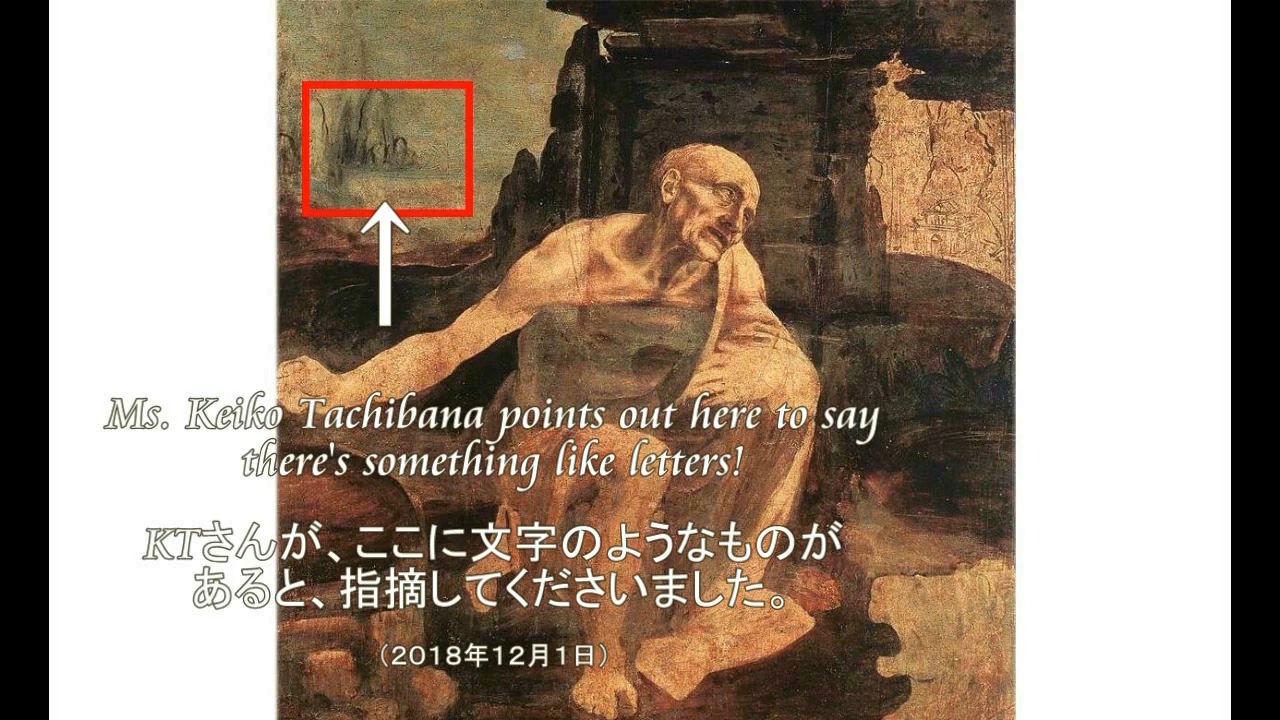 Ms. Keiko Tachibana points out here to say
there's something like letters!
KTさんが、ここに文字のようなものが
あると、指摘してくださいました。
（2018年12月1日）